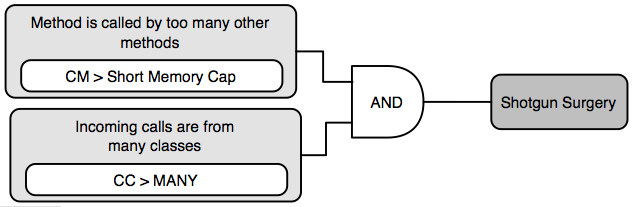 Method is called by too many other
methods
CM > Short Memory Cap
AND
Shotgun Surgery
Incoming calls are from
many classes
CC > MANY